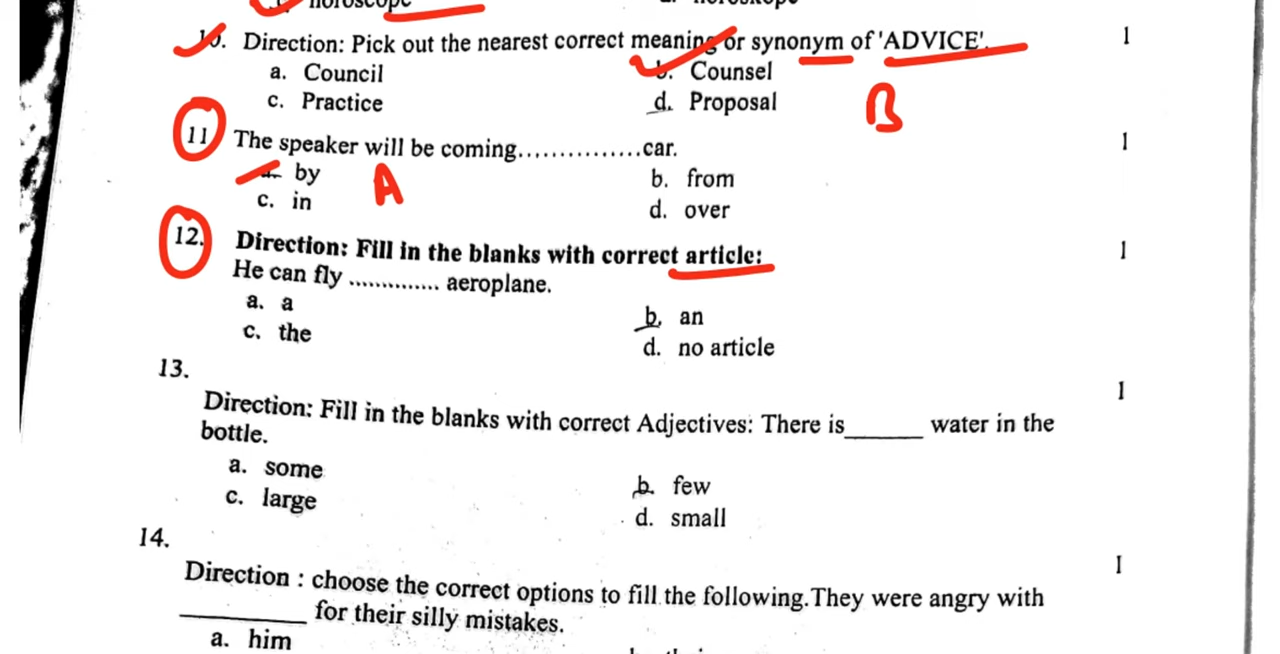 horoscope
10. Direction: Pick out the nearest correct meaning or synonym of 'ADVICE'. 1
a. Council b. Counsel
c. Practice d. Proposal
B
11 The speaker will be coming...............car. 1
a. by b. from
A
c. in d. over
12. Direction: Fill in the blanks with correct article: 1
He can fly .............. aeroplane.
a. a b. an
c. the d. no article
13. 1
Direction: Fill in the blanks with correct Adjectives: There is______ water in the
bottle.
a. some b. few
c. large d. small
14. I
Direction : choose the correct options to fill the following.They were angry with
_________ for their silly mistakes.
a. him